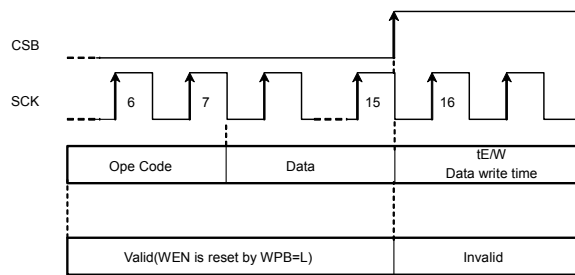 CSB
SCK
6 7 15 16
Ope Code Data tE/W
Data write time
Valid(WEN is reset by WPB=L) Invalid